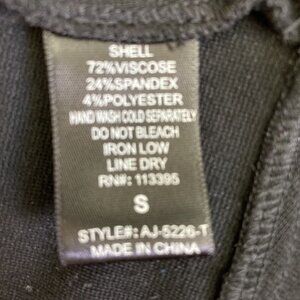 SHELL
72%VISCOSE
24%SPANDEX
4%POLYESTER
HAND WASH COLD SEPARATELY
DO NOT BLEACH
IRON LOW
LINE DRY
RN#: 113395
S
STYLE#: AJ-5226-T
MADE IN CHINA